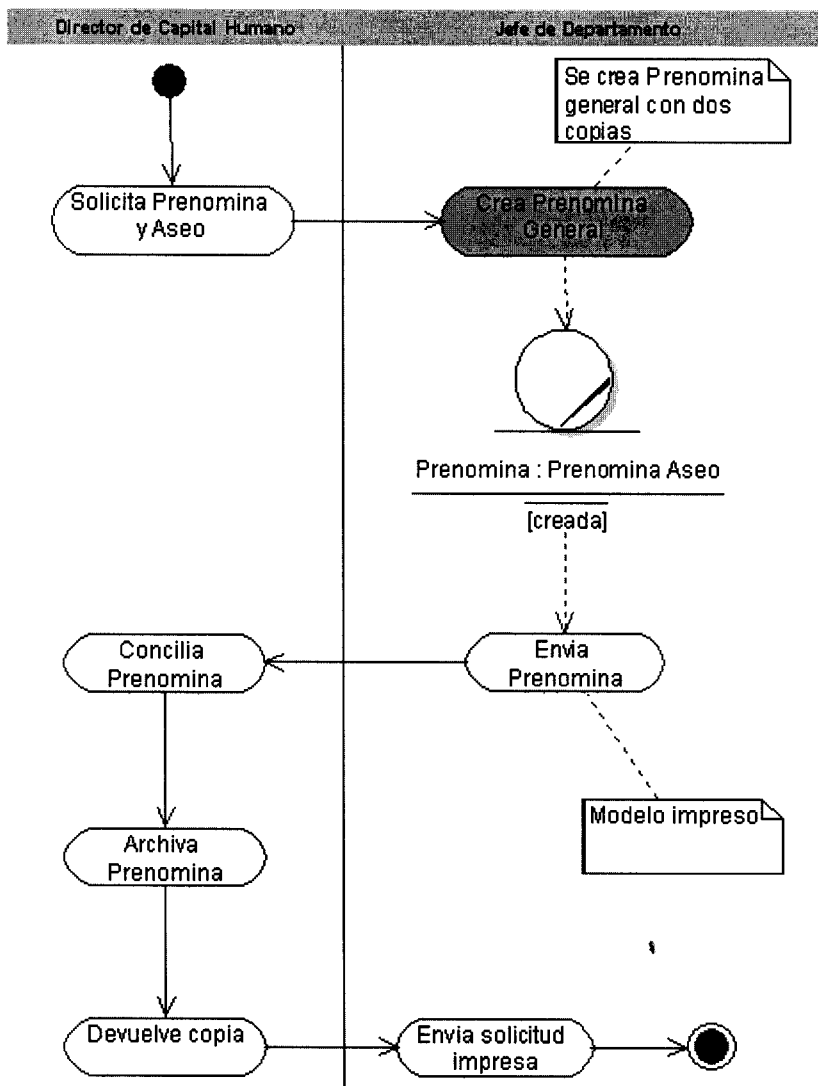 Director de Capital Humano
Jefe de Departamento
Se crea Prenomina
general con dos
copias
Solicita Prenomina
y Aseo
Crea Prenomina
General
Prenomina : Prenomina Aseo
[creada]
Concilia
Prenomina
Envia
Prenomina
Modelo impreso
Archiva
Prenomina
Devuelve copia
Envia solicitud
impresa